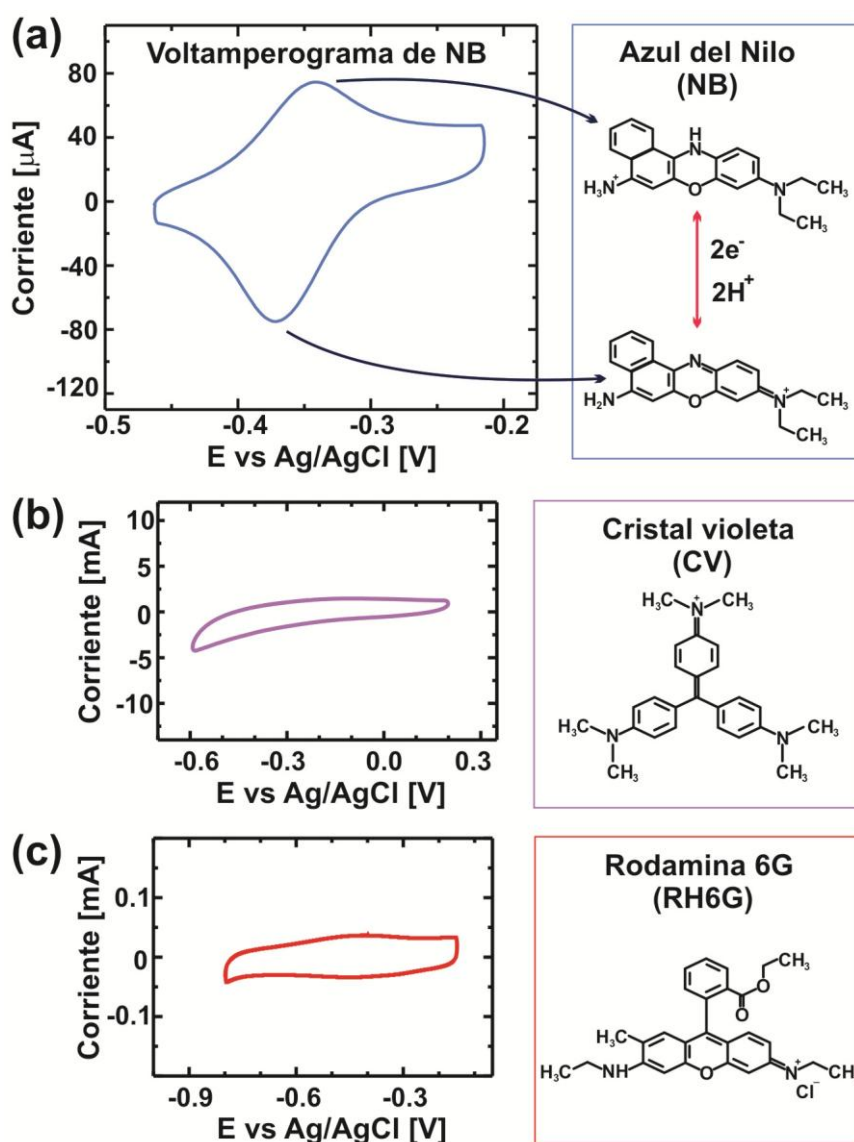 (a)
Voltamperograma de NB
Corriente [μA]
80
40
0
-40
-80
-120
-0.5
-0.4
-0.3
-0.2
E vs Ag/AgCl [V]
Azul del Nilo
(NB)
H
N
H₃N
+
O
N
CH₃
CH₃
2e⁻
2H⁺
N
H₂N
O
N
+
CH₃
CH₃
(b)
Corriente [mA]
10
5
0
-5
-10
-0.6
-0.3
0.0
0.3
E vs Ag/AgCl [V]
Cristal violeta
(CV)
H₃C
+
N
CH₃
H₃C
N
CH₃
N
CH₃
CH₃
(c)
Corriente [mA]
0.1
0
-0.1
-0.9
-0.6
-0.3
E vs Ag/AgCl [V]
Rodamina 6G
(RH6G)
O
CH₃
O
H₃C
H₃C
NH
O
N
+
CH₃
Cl⁻